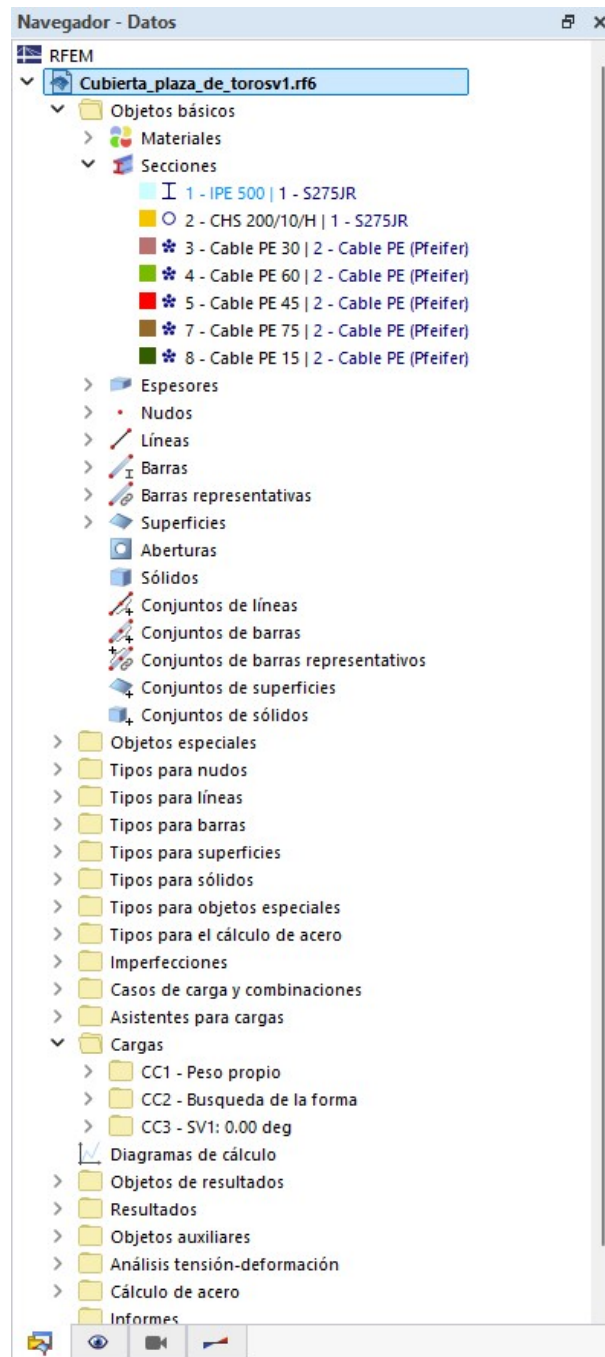 Navegador - Datos
RFEM
Cubierta_plaza_de_torosv1.rf6
Objetos básicos
Materiales
Secciones
1 - IPE 500 | 1 - S275JR
2 - CHS 200/10/H | 1 - S275JR
3 - Cable PE 30 | 2 - Cable PE (Pfeifer)
4 - Cable PE 60 | 2 - Cable PE (Pfeifer)
5 - Cable PE 45 | 2 - Cable PE (Pfeifer)
7 - Cable PE 75 | 2 - Cable PE (Pfeifer)
8 - Cable PE 15 | 2 - Cable PE (Pfeifer)
Espesores
Nudos
Líneas
Barras
Barras representativas
Superficies
Aberturas
Sólidos
Conjuntos de líneas
Conjuntos de barras
Conjuntos de barras representativos
Conjuntos de superficies
Conjuntos de sólidos
Objetos especiales
Tipos para nudos
Tipos para líneas
Tipos para barras
Tipos para superficies
Tipos para sólidos
Tipos para objetos especiales
Tipos para el cálculo de acero
Imperfecciones
Casos de carga y combinaciones
Asistentes para cargas
Cargas
CC1 - Peso propio
CC2 - Busqueda de la forma
CC3 - SV1: 0.00 deg
Diagramas de cálculo
Objetos de resultados
Resultados
Objetos auxiliares
Análisis tensión-deformación
Cálculo de acero
Informes